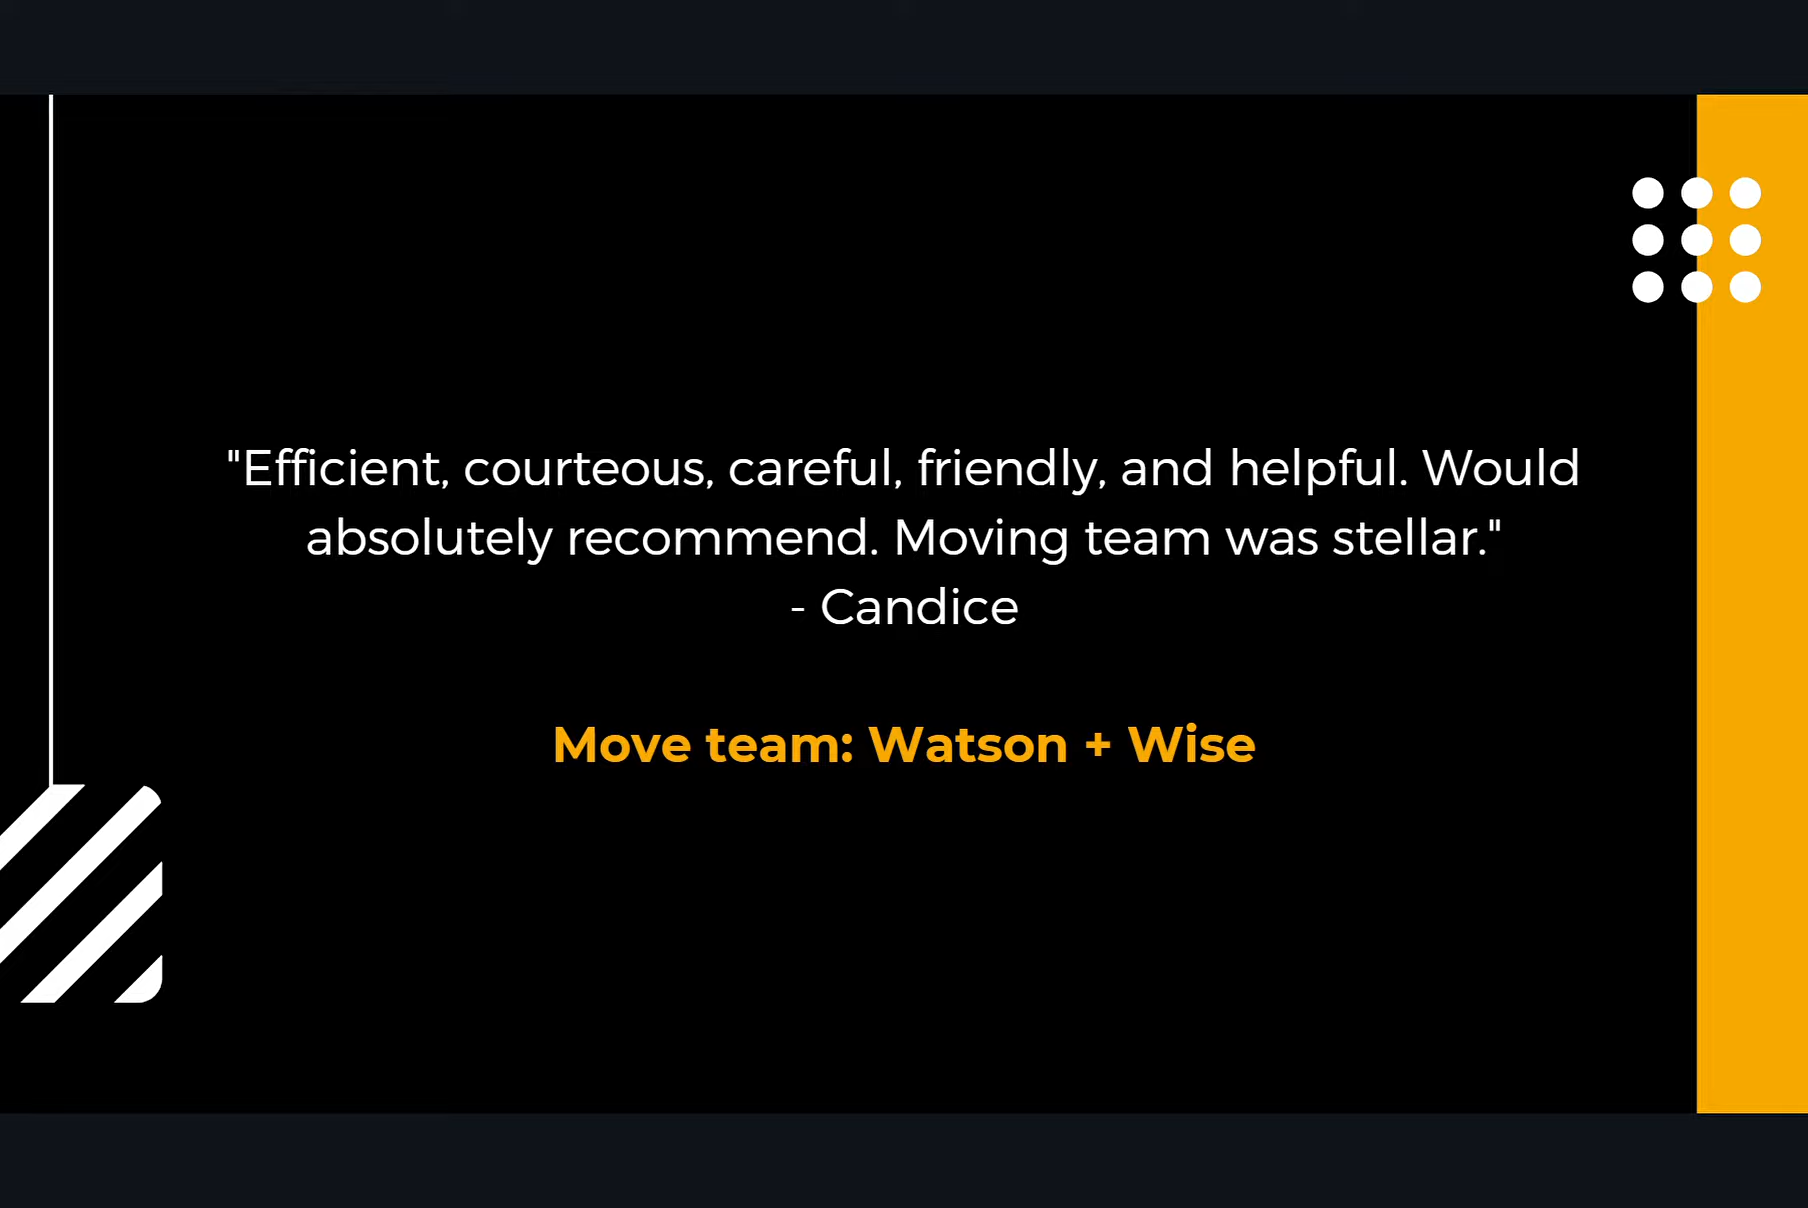 "Efficient, courteous, careful, friendly, and helpful. Would
absolutely recommend. Moving team was stellar."
- Candice
Move team: Watson + Wise